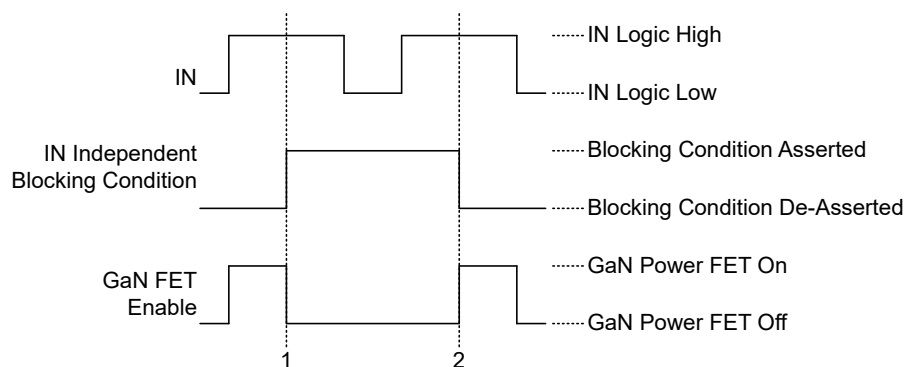 IN
IN Logic High
IN Logic Low
IN Independent
Blocking Condition
Blocking Condition Asserted
Blocking Condition De-Asserted
GaN FET
Enable
GaN Power FET On
GaN Power FET Off
1
2